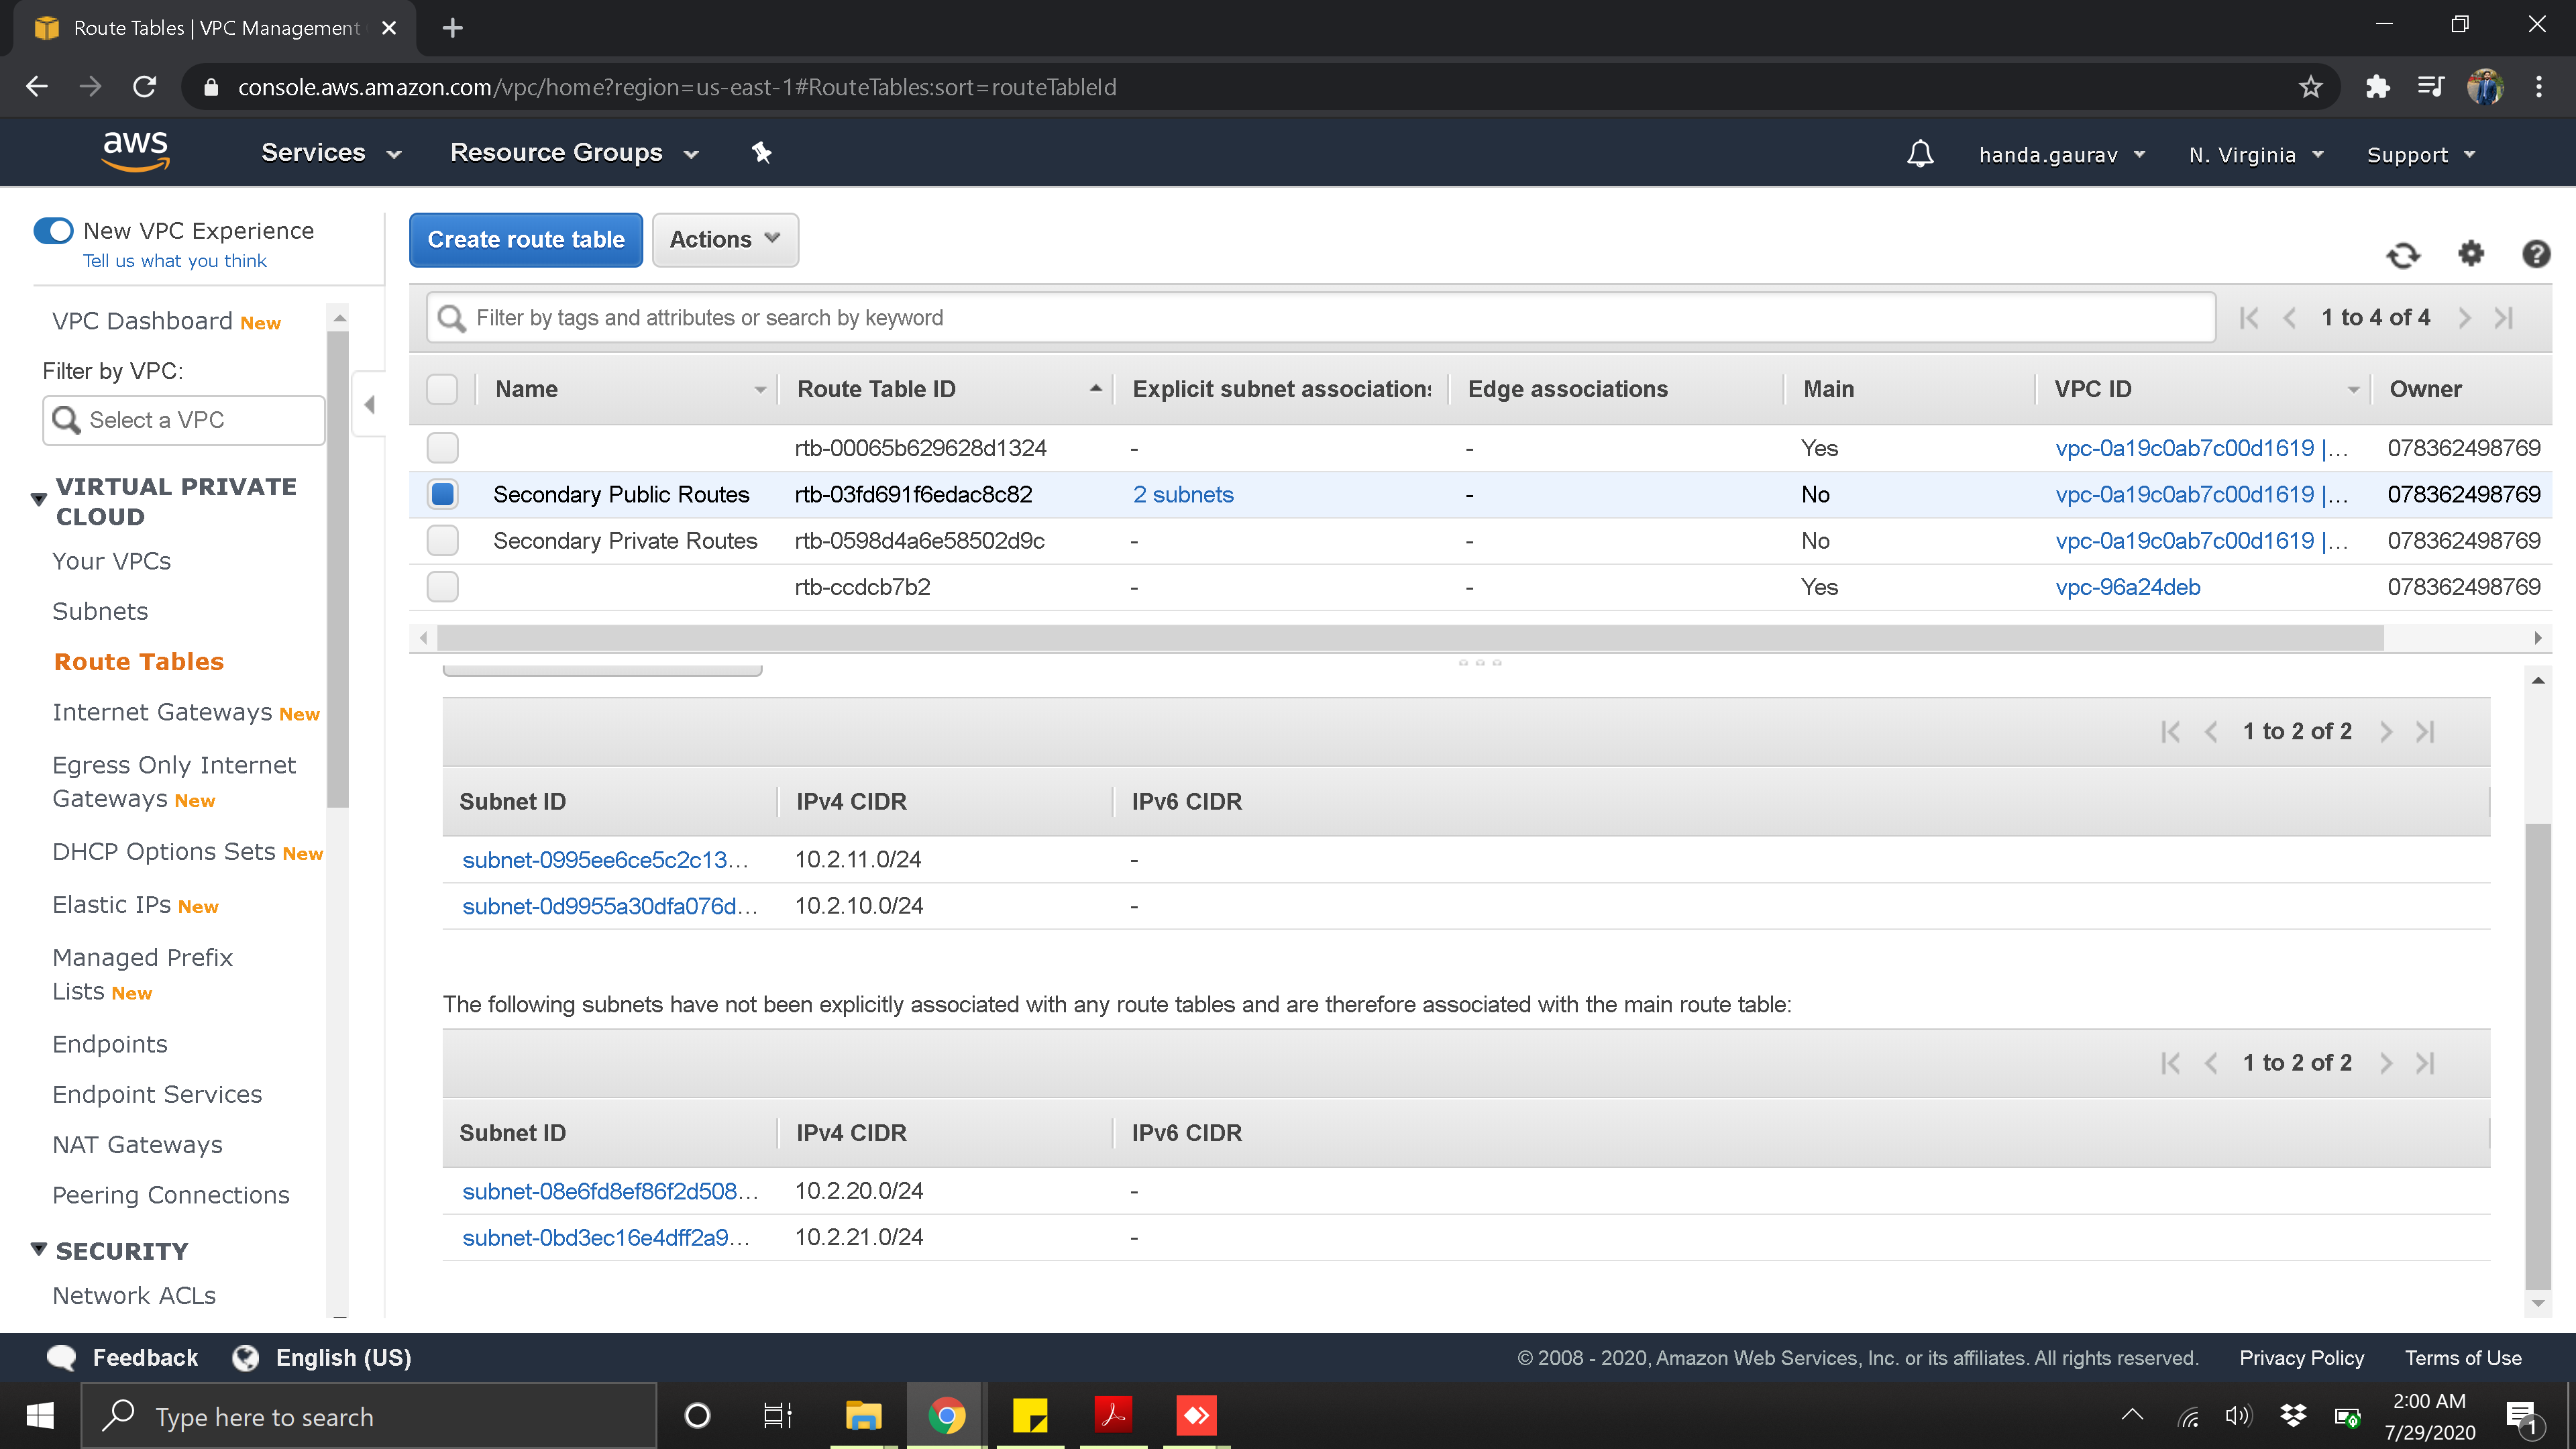 Route Tables | VPC Management
console.aws.amazon.com/vpc/home?region=us-east-1#RouteTables:sort=routeTableId
aws
Services
Resource Groups
handa.gaurav
N. Virginia
Support
New VPC Experience
Tell us what you think
Create route table
Actions
VPC Dashboard New
Filter by VPC:
Select a VPC
VIRTUAL PRIVATE
CLOUD
Your VPCs
Subnets
Route Tables
Internet Gateways New
Egress Only Internet
Gateways New
DHCP Options Sets New
Elastic IPs New
Managed Prefix
Lists New
Endpoints
Endpoint Services
NAT Gateways
Peering Connections
SECURITY
Network ACLs
Filter by tags and attributes or search by keyword
1 to 4 of 4
Name Route Table ID Explicit subnet associations Edge associations Main VPC ID Owner
rtb-00065b629628d1324 - - Yes vpc-0a19c0ab7c00d1619 |... 078362498769
Secondary Public Routes rtb-03fd691f6edac8c82 2 subnets - No vpc-0a19c0ab7c00d1619 |... 078362498769
Secondary Private Routes rtb-0598d4a6e58502d9c - - No vpc-0a19c0ab7c00d1619 |... 078362498769
rtb-ccdcb7b2 - - Yes vpc-96a24deb 078362498769
1 to 2 of 2
Subnet ID IPv4 CIDR IPv6 CIDR
subnet-0995ee6ce5c2c13... 10.2.11.0/24 -
subnet-0d9955a30dfa076d... 10.2.10.0/24 -
The following subnets have not been explicitly associated with any route tables and are therefore associated with the main route table:
1 to 2 of 2
Subnet ID IPv4 CIDR IPv6 CIDR
subnet-08e6fd8ef86f2d508... 10.2.20.0/24 -
subnet-0bd3ec16e4dff2a9... 10.2.21.0/24 -
Feedback
English (US)
© 2008 - 2020, Amazon Web Services, Inc. or its affiliates. All rights reserved.
Privacy Policy
Terms of Use
Type here to search
2:00 AM
7/29/2020
1